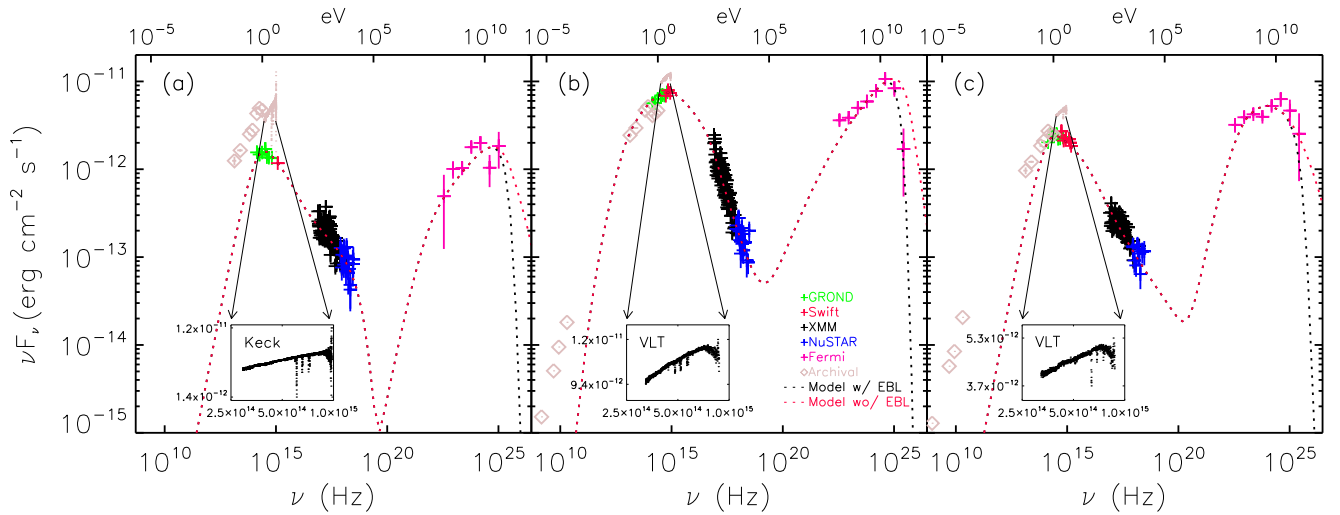 eV eV eV
10⁻⁵ 10⁰ 10⁵ 10¹⁰ 10⁻⁵ 10⁰ 10⁵ 10¹⁰ 10⁻⁵ 10⁰ 10⁵ 10¹⁰
(a) (b) (c)
10⁻¹¹
10⁻¹²
10⁻¹³
10⁻¹⁴
10⁻¹⁵
νFν (erg cm⁻² s⁻¹)
1.2×10⁻¹¹
Keck
1.4×10⁻¹²
2.5×10¹⁴ 5.0×10¹⁴ 1.0×10¹⁵
1.2×10⁻¹¹
VLT
9.4×10⁻¹²
2.5×10¹⁴ 5.0×10¹⁴ 1.0×10¹⁵
GROND
Swift
XMM
NuSTAR
Fermi
Archival
Model w/ EBL
Model wo/ EBL
5.3×10⁻¹²
VLT
3.7×10⁻¹²
2.5×10¹⁴ 5.0×10¹⁴ 1.0×10¹⁵
10¹⁰ 10¹⁵ 10²⁰ 10²⁵ 10¹⁰ 10¹⁵ 10²⁰ 10²⁵ 10¹⁰ 10¹⁵ 10²⁰ 10²⁵
ν (Hz) ν (Hz) ν (Hz)